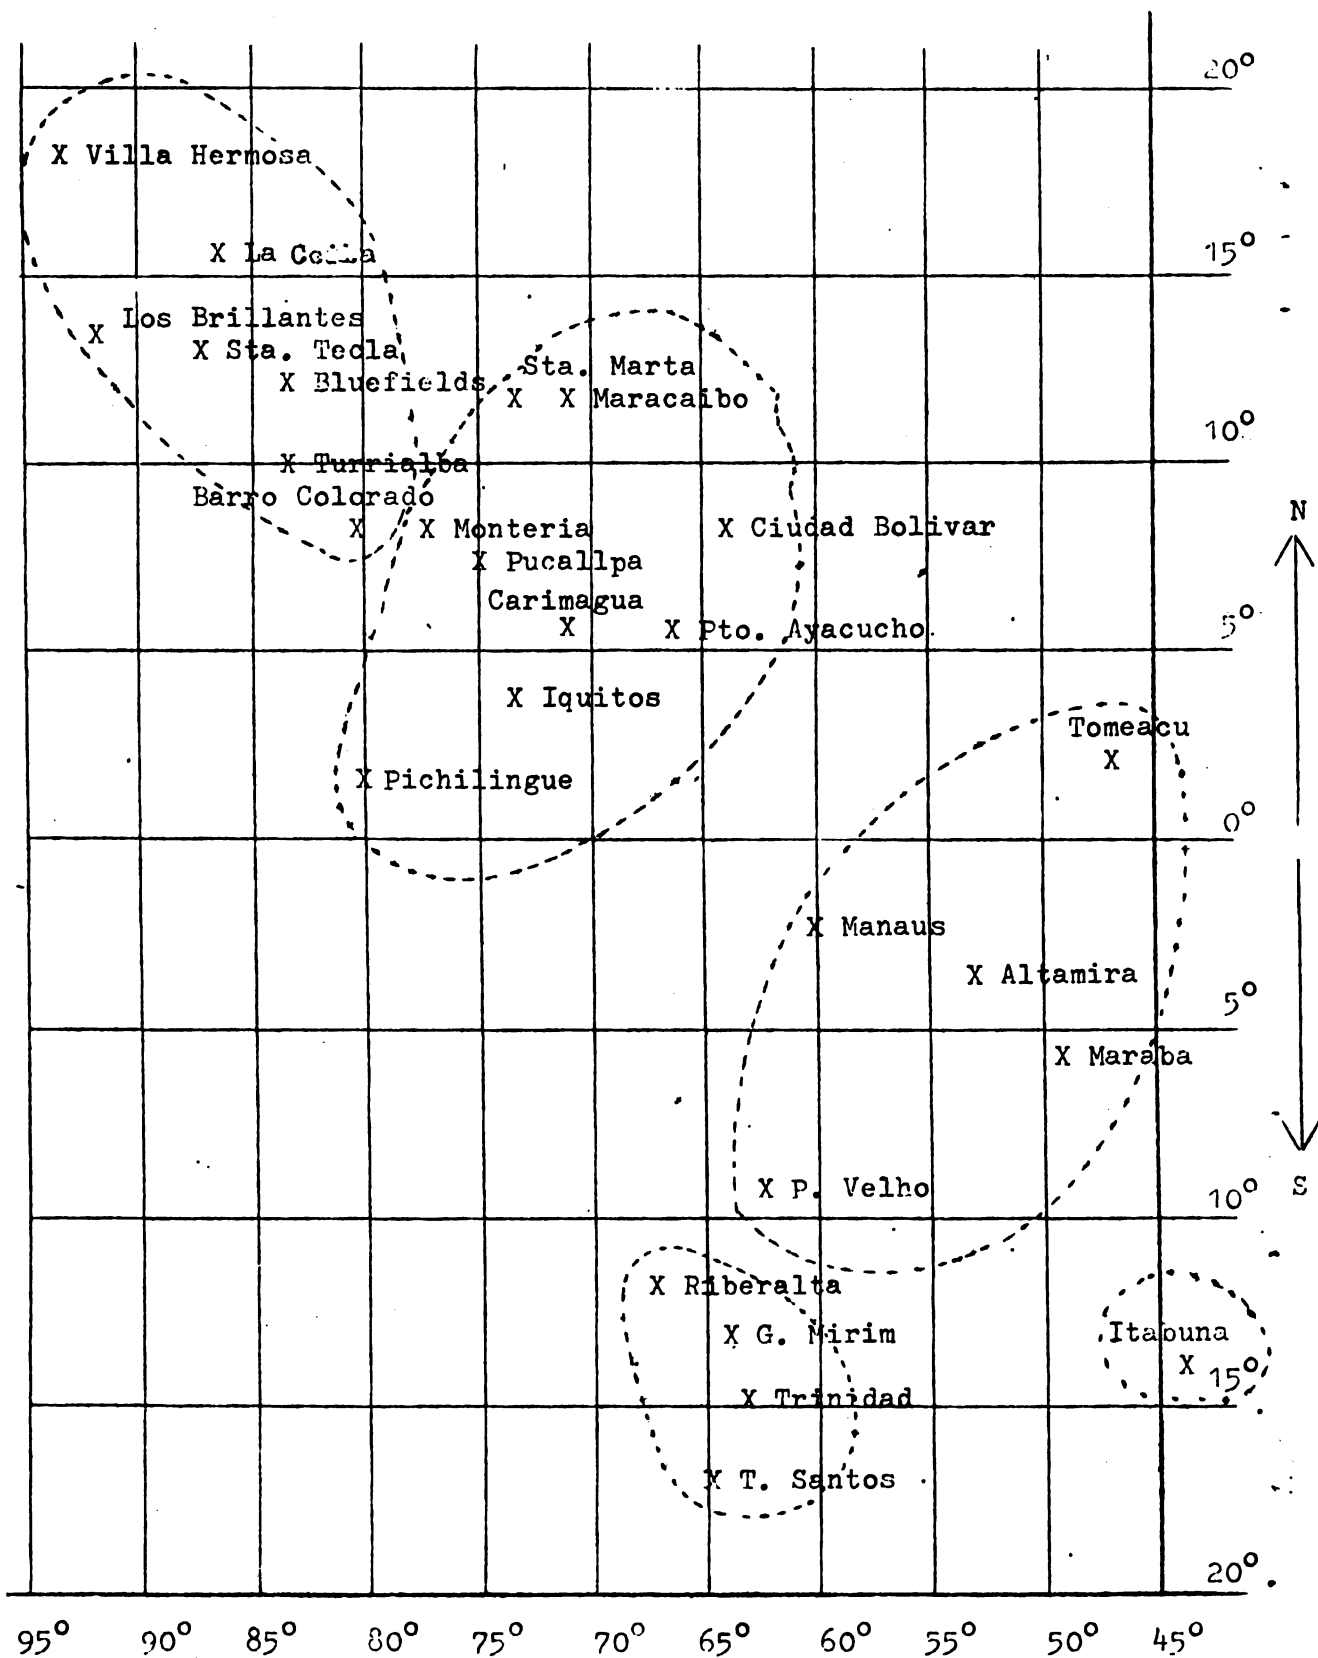 20°
X Villa Hermosa
15°
X La Ceiba
Los Brillantes
X
X Sta. Tecla
Sta. Marta
X Bluefields
X X Maracaibo
10°
X Turrialba
Barro Colorado
N
X X Monteria X Ciudad Bolivar
X Pucallpa
Carimagua
X X Pto. Ayacucho
5°
X Iquitos
Tomeacu
X
X Pichilingue
0°
X Manaus
X Altamira
5°
X Maraba
X P. Velho
10°
S
X Riberalta
X G. Mirim
Itabuna
X
15°
X Trinidad
X T. Santos
20°
95° 90° 85° 80° 75° 70° 65° 60° 55° 50° 45°